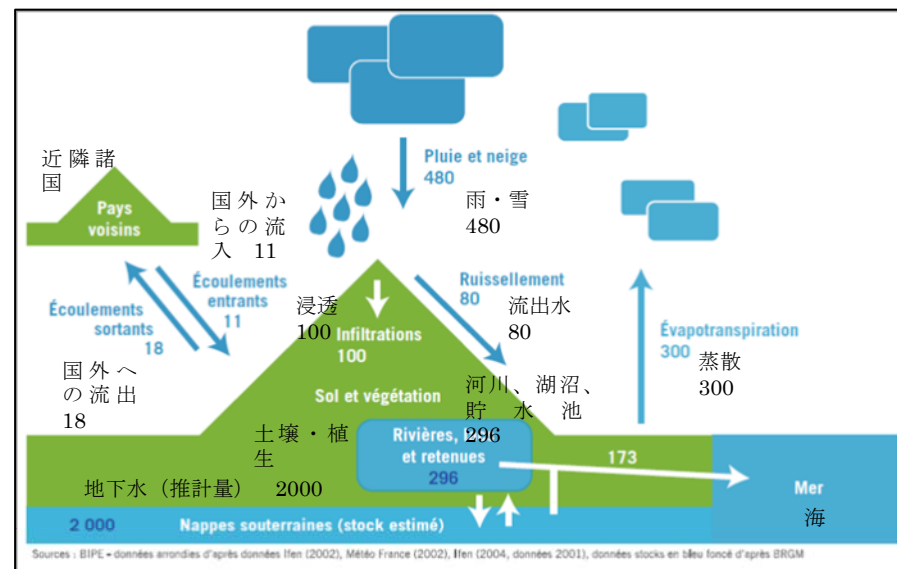 Pluie et neige
480
雨・雪
480
近隣諸
国
Pays
voisins
国外か
らの流
入 11
Écoulements
entrants
11
Écoulements
sortants
18
国外へ
の流出
18
Ruissellement
80
流出水
80
浸透
100
Infiltrations
100
Évapotranspiration
300
蒸散
300
Sol et végétation
土壌・植
生
河川、湖沼、
貯水池
296
Rivières,
et retenues
296
173
Mer
海
地下水（推計量） 2000
2 000
Nappes souterraines (stock estimé)
Sources : BIPE - données arrondies d'après données Ifen (2002), Météo France (2002), Ifen (2004, données 2001), données stocks en bleu foncé d'après BRGM